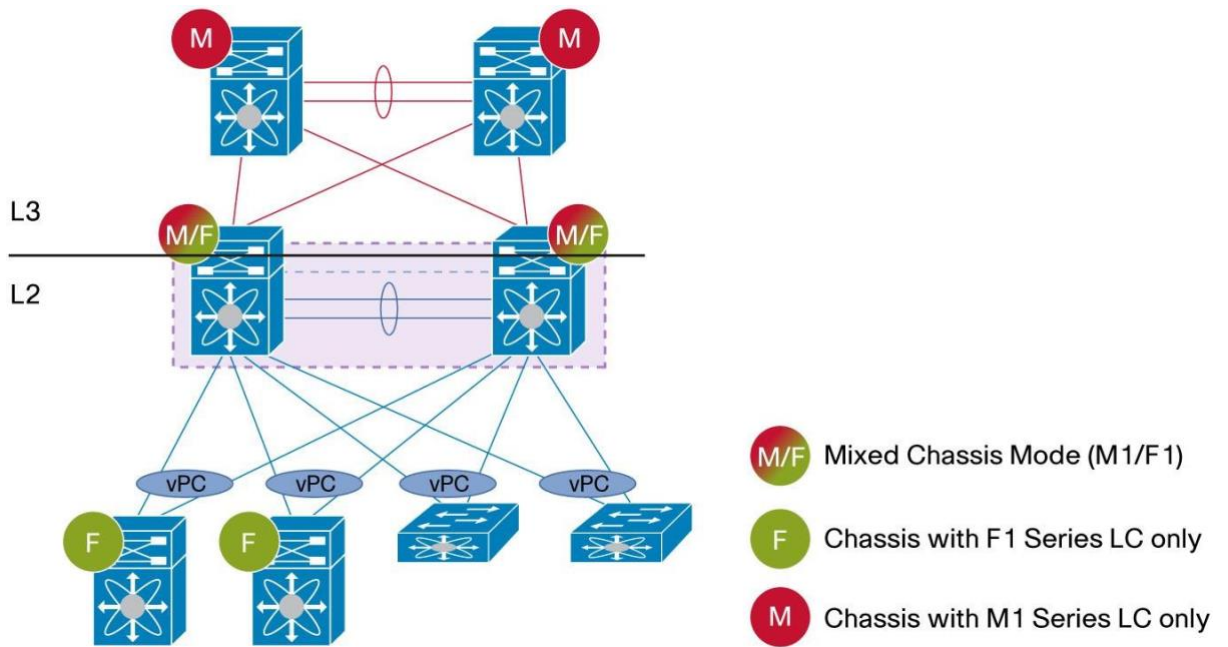 M
M
L3
M/F
M/F
L2
vPC
vPC
vPC
vPC
F
F
M/F Mixed Chassis Mode (M1/F1)
F Chassis with F1 Series LC only
M Chassis with M1 Series LC only